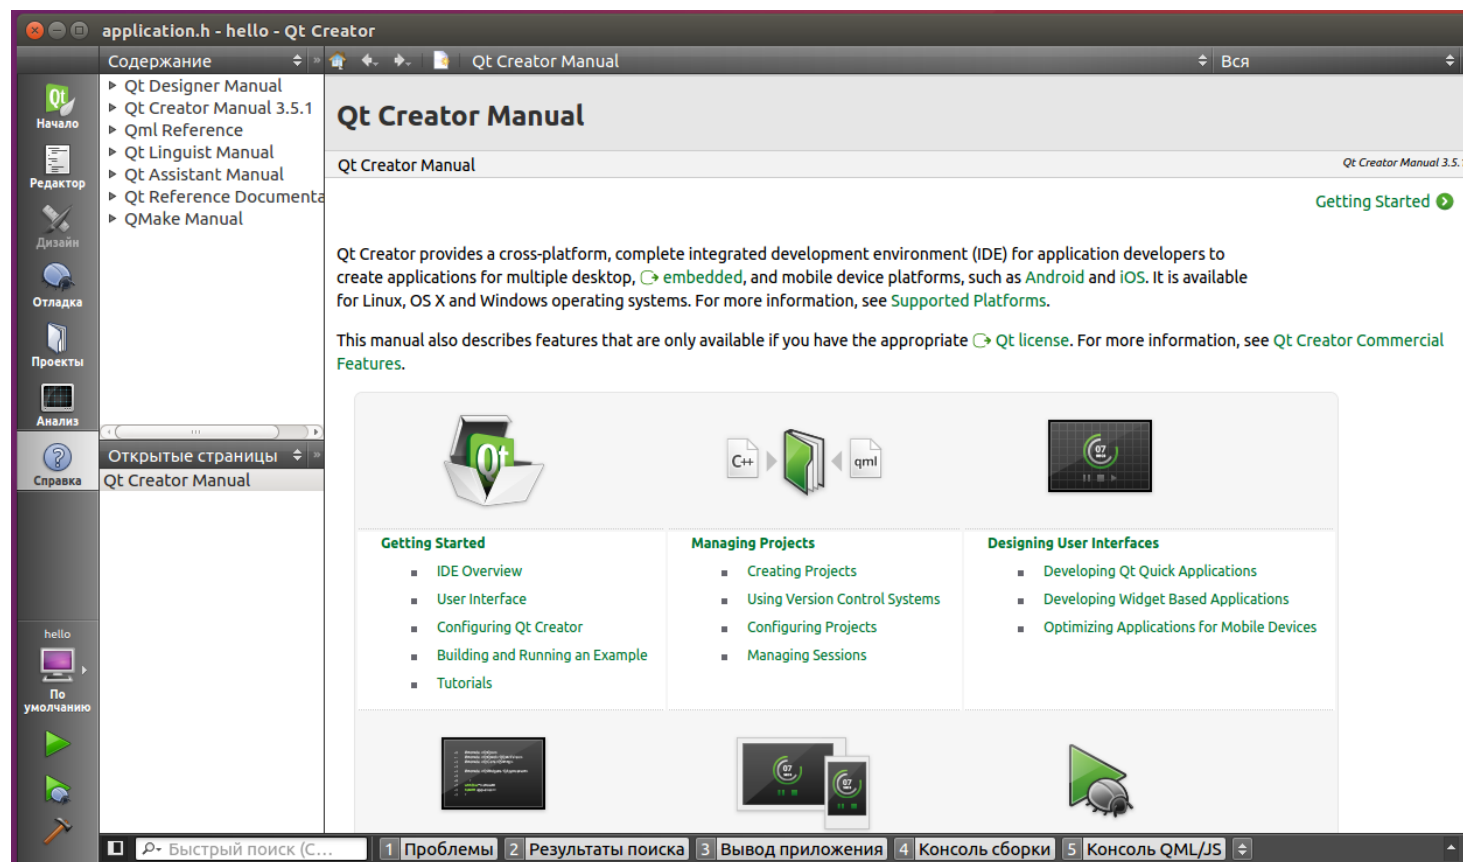 application.h - hello - Qt Creator
Содержание
Qt Creator Manual
Вся
Qt
Начало
Редактор
Дизайн
Отладка
Проекты
Анализ
Справка
Qt Designer Manual
Qt Creator Manual 3.5.1
Qml Reference
Qt Linguist Manual
Qt Assistant Manual
Qt Reference Documenta
QMake Manual
Открытые страницы
Qt Creator Manual
Qt Creator Manual
Qt Creator Manual
Qt Creator Manual 3.5.1
Getting Started
Qt Creator provides a cross-platform, complete integrated development environment (IDE) for application developers to
create applications for multiple desktop, embedded, and mobile device platforms, such as Android and iOS. It is available
for Linux, OS X and Windows operating systems. For more information, see Supported Platforms.
This manual also describes features that are only available if you have the appropriate Qt license. For more information, see Qt Creator Commercial
Features.
Qt
C++
qml
07
Getting Started
IDE Overview
User Interface
Configuring Qt Creator
Building and Running an Example
Tutorials
Managing Projects
Creating Projects
Using Version Control Systems
Configuring Projects
Managing Sessions
Designing User Interfaces
Developing Qt Quick Applications
Developing Widget Based Applications
Optimizing Applications for Mobile Devices
07
07
hello
По
умолчанию
Быстрый поиск (С...
1 Проблемы
2 Результаты поиска
3 Вывод приложения
4 Консоль сборки
5 Консоль QML/JS